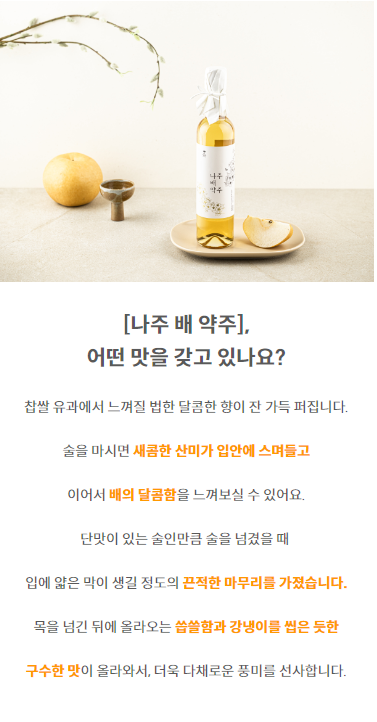 나주
배
약주
[나주 배 약주],
어떤 맛을 갖고 있나요?
찹쌀 유과에서 느껴질 법한 달콤한 향이 잔 가득 퍼집니다.
술을 마시면 새콤한 산미가 입안에 스며들고
이어서 배의 달콤함을 느껴보실 수 있어요.
단맛이 있는 술인만큼 술을 넘겼을 때
입에 얇은 막이 생길 정도의 끈적한 마무리를 가졌습니다.
목을 넘긴 뒤에 올라오는 씁쓸함과 강냉이를 씹은 듯한
구수한 맛이 올라와서, 더욱 다채로운 풍미를 선사합니다.